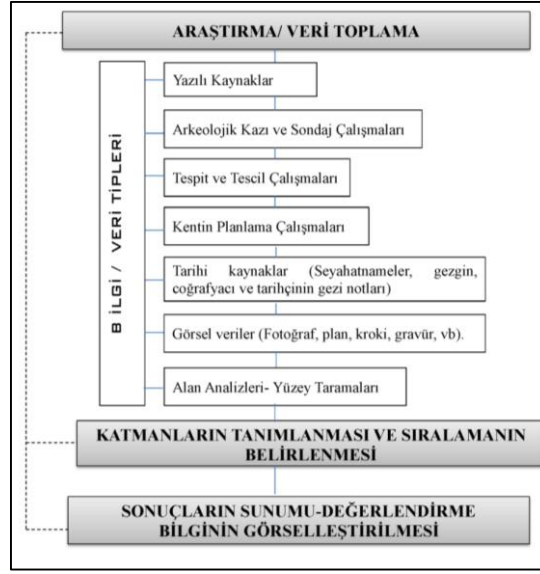 ARAŞTIRMA/ VERİ TOPLAMA
BİLGİ / VERİ TİPLERİ
Yazılı Kaynaklar
Arkeolojik Kazı ve Sondaj Çalışmaları
Tespit ve Tescil Çalışmaları
Kentin Planlama Çalışmaları
Tarihi kaynaklar (Seyahatnameler, gezgin,
coğrafyacı ve tarihçinin gezi notları)
Görsel veriler (Fotoğraf, plan, kroki, gravür, vb).
Alan Analizleri- Yüzey Taramaları
KATMANLARIN TANIMLANMASI VE SIRALAMANIN
BELİRLENMESİ
SONUÇLARIN SUNUMU-DEĞERLENDİRME
BİLGİNİN GÖRSELLEŞTİRİLMESİ